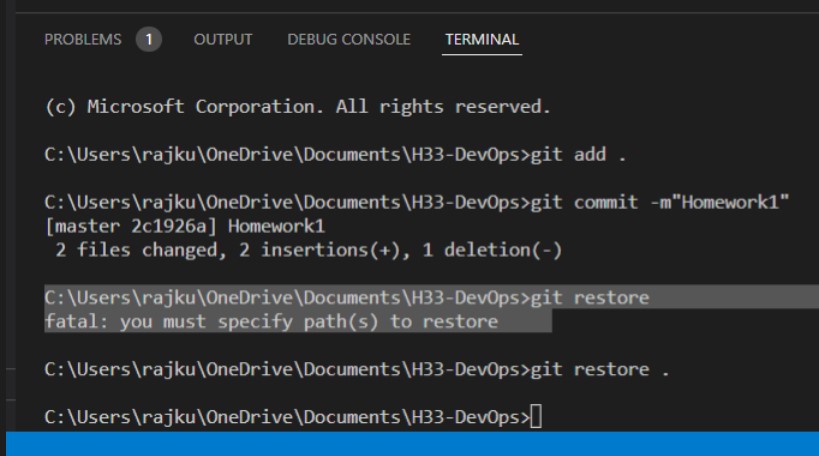 PROBLEMS 1 OUTPUT DEBUG CONSOLE TERMINAL
(c) Microsoft Corporation. All rights reserved.
C:\Users\rajku\OneDrive\Documents\H33-DevOps>git add .
C:\Users\rajku\OneDrive\Documents\H33-DevOps>git commit -m"Homework1"
[master 2c1926a] Homework1
 2 files changed, 2 insertions(+), 1 deletion(-)
C:\Users\rajku\OneDrive\Documents\H33-DevOps>git restore
fatal: you must specify path(s) to restore
C:\Users\rajku\OneDrive\Documents\H33-DevOps>git restore .
C:\Users\rajku\OneDrive\Documents\H33-DevOps>